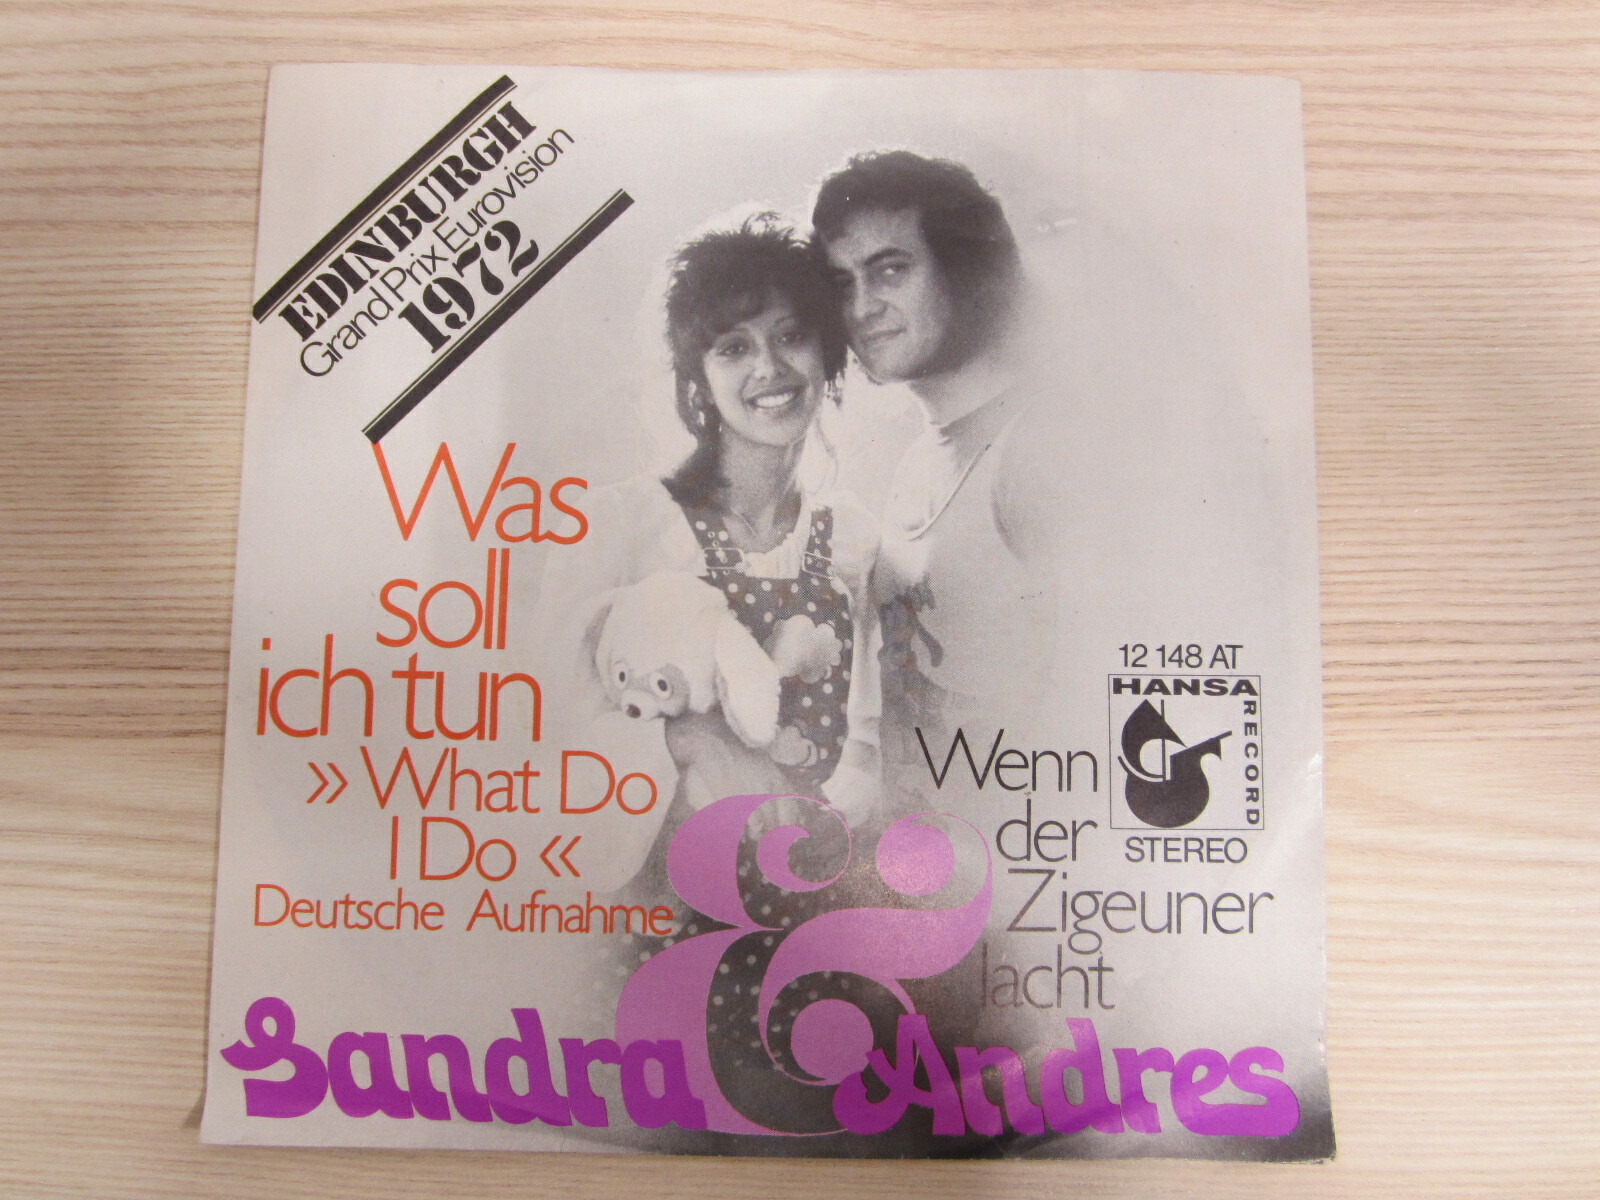 EDINBURGH
Grand Prix Eurovision
1972
Was
soll
ich tun
» What Do
I Do «
Deutsche Aufnahme
12 148 AT
HANSA
RECORD
STEREO
Wenn
der
Zigeuner
lacht
Sandra & Andres